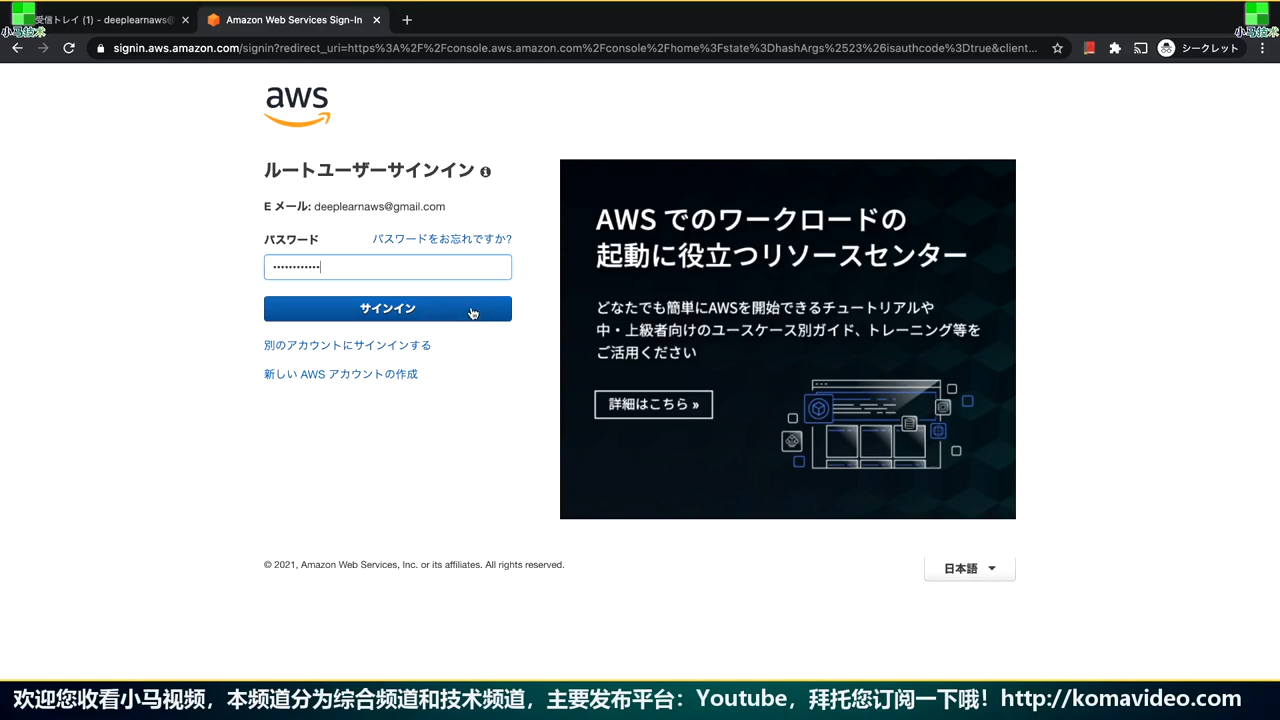 受信トレイ (1) - deeplearnaws@
Amazon Web Services Sign-In
小马技术
小马技术
signin.aws.amazon.com/signin?redirect_uri=https%3A%2F%2Fconsole.aws.amazon.com%2Fconsole%2Fhome%3Fstate%3DhashArgs%2523%26isauthcode%3Dtrue&client...
シークレット
aws
ルートユーザーサインイン
E メール: deeplearnaws@gmail.com
パスワード
パスワードをお忘れですか?
••••••••••••
サインイン
別のアカウントにサインインする
新しい AWS アカウントの作成
AWS でのワークロードの
起動に役立つリソースセンター
どなたでも簡単にAWSを開始できるチュートリアルや
中・上級者向けのユースケース別ガイド、トレーニング等を
ご活用ください
詳細はこちら »
© 2021, Amazon Web Services, Inc. or its affiliates. All rights reserved.
日本語
欢迎您收看小马视频，本频道分为综合频道和技术频道，主要发布平台：Youtube，拜托您订阅一下哦！http://komavideo.com